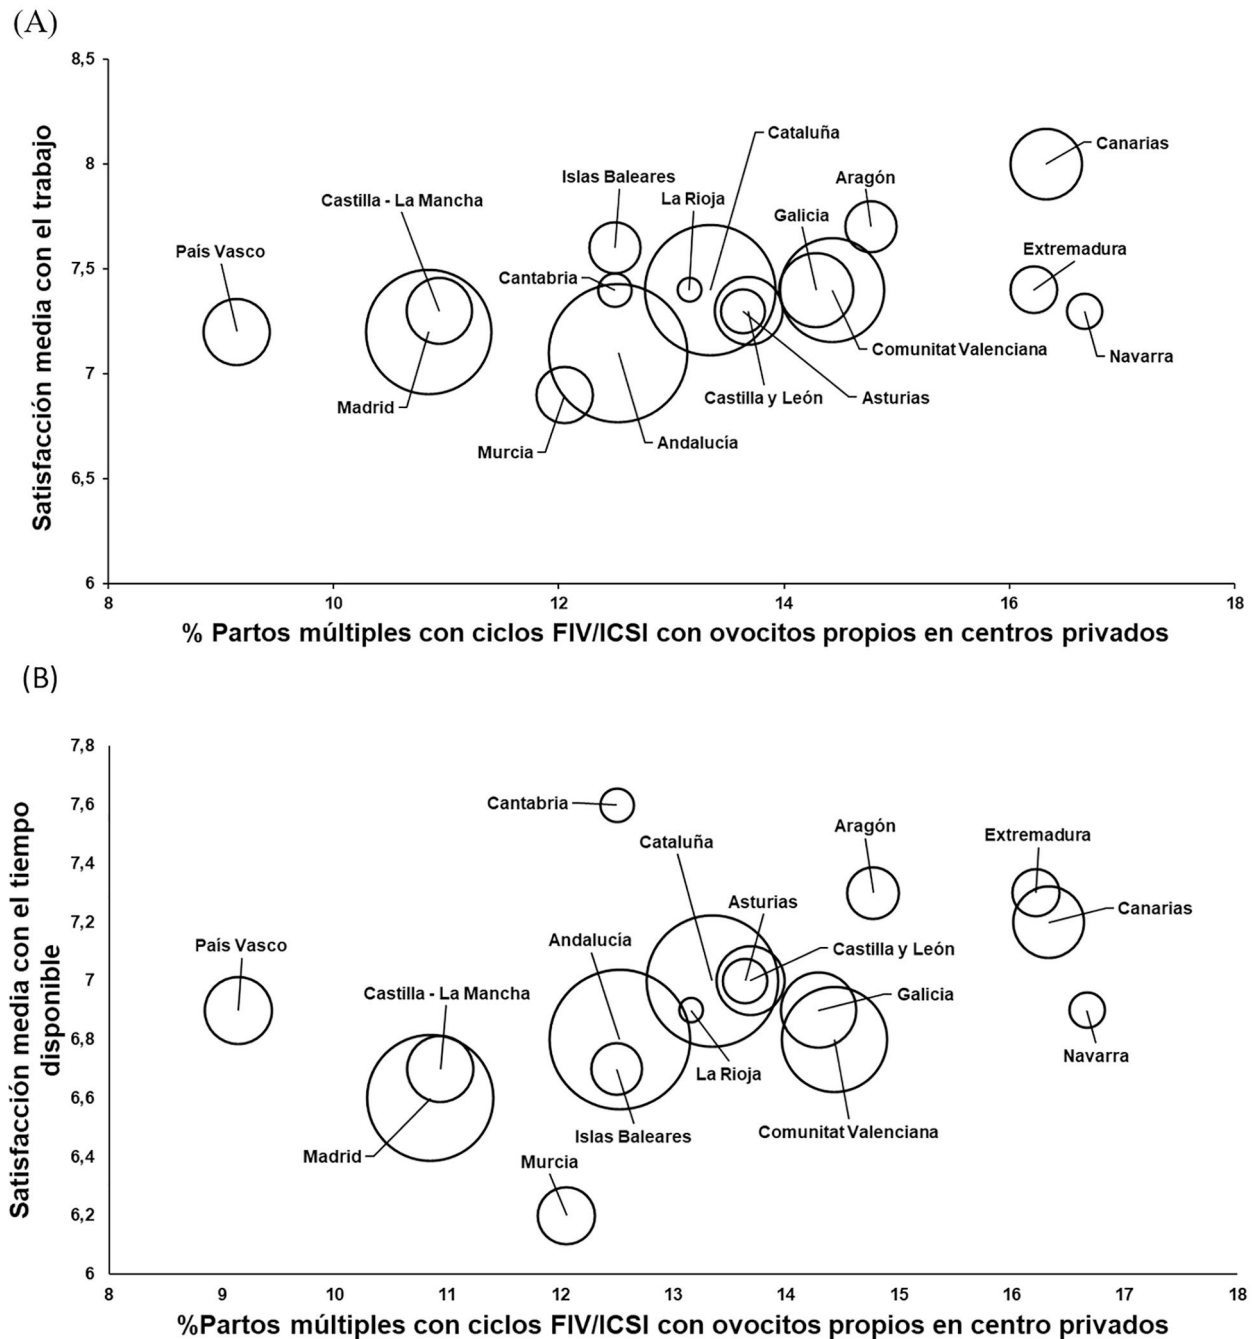 (A)
Satisfacción media con el trabajo
8,5
8
7,5
7
6,5
6
Cataluña
Canarias
Islas Baleares
Aragón
Castilla - La Mancha
La Rioja
Galicia
País Vasco
Extremadura
Cantabria
Comunitat Valenciana
Navarra
Madrid
Castilla y León
Asturias
Murcia
Andalucía
8
10
12
14
16
18
% Partos múltiples con ciclos FIV/ICSI con ovocitos propios en centros privados
(B)
Satisfacción media con el tiempo
disponible
7,8
7,6
7,4
7,2
7
6,8
6,6
6,4
6,2
6
Cantabria
Aragón
Extremadura
Cataluña
Asturias
Canarias
País Vasco
Andalucía
Castilla y León
Castilla - La Mancha
Galicia
Navarra
La Rioja
Islas Baleares
Comunitat Valenciana
Madrid
Murcia
8
9
10
11
12
13
14
15
16
17
18
%Partos múltiples con ciclos FIV/ICSI con ovocitos propios en centro privados